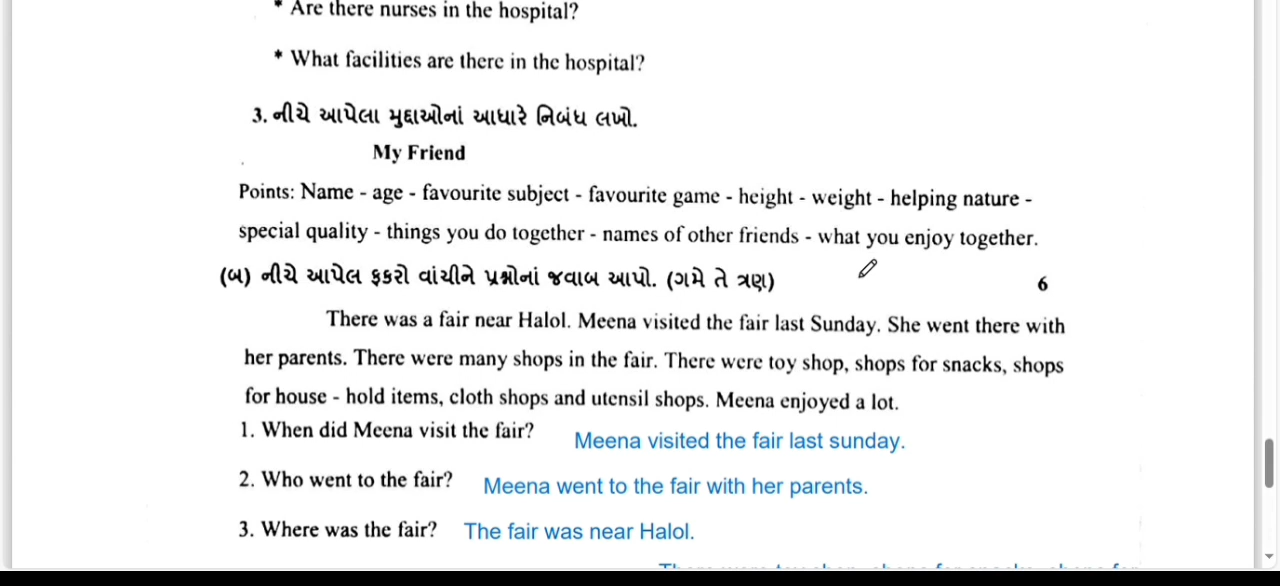 * Are there nurses in the hospital?
* What facilities are there in the hospital?
૩. નીચે આપેલા મુદ્દાઓનાં આધારે નિબંધ લખો.
My Friend
Points: Name - age - favourite subject - favourite game - height - weight - helping nature -
special quality - things you do together - names of other friends - what you enjoy together.
(બ) નીચે આપેલ ફકરો વાંચીને પ્રશ્નોનાં જવાબ આપો. (ગમે તે ત્રણ) 6
There was a fair near Halol. Meena visited the fair last Sunday. She went there with
her parents. There were many shops in the fair. There were toy shop, shops for snacks, shops
for house - hold items, cloth shops and utensil shops. Meena enjoyed a lot.
1. When did Meena visit the fair? Meena visited the fair last sunday.
2. Who went to the fair? Meena went to the fair with her parents.
3. Where was the fair? The fair was near Halol.